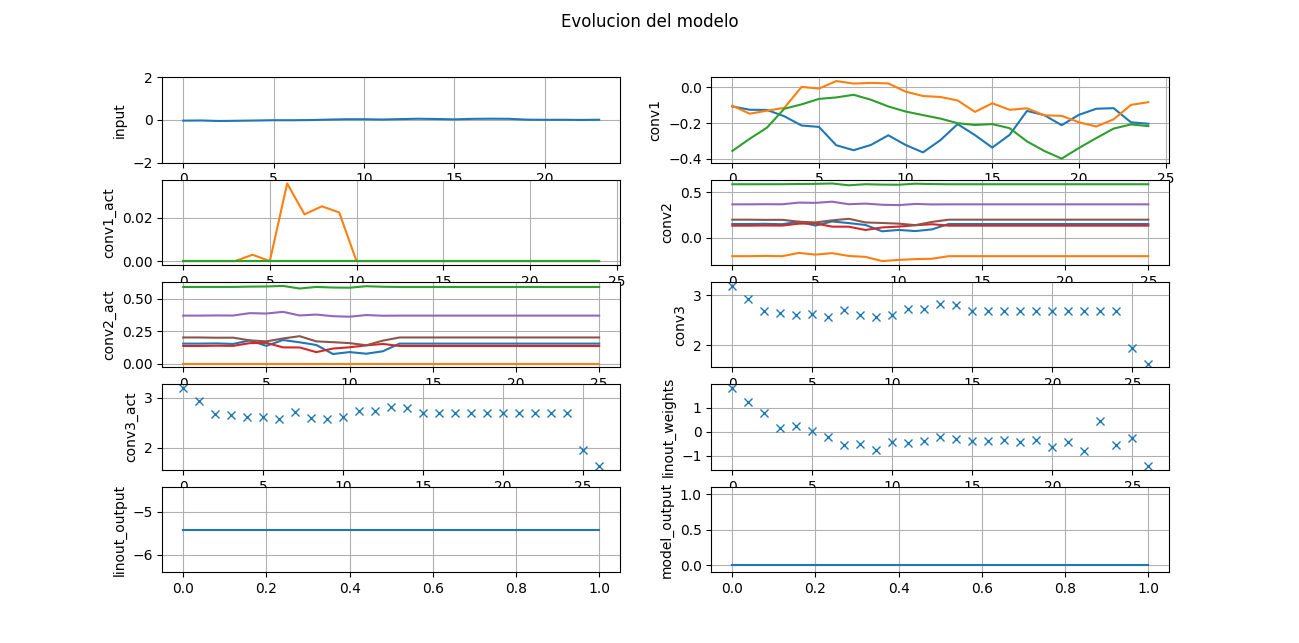 Evolucion del modelo
input
2
0
−2
0 5 10 15 20
conv1
0.0
−0.2
−0.4
0 5 10 15 20 25
conv1_act
0.02
0.00
0 5 10 15 20 25
conv2
0.5
0.0
0 5 10 15 20 25
conv2_act
0.50
0.25
0.00
0 5 10 15 20 25
conv3
3
2
0 5 10 15 20 25
conv3_act
3
2
0 5 10 15 20 25
linout_weights
1
0
−1
0 5 10 15 20 25
linout_output
−5
−6
0.0 0.2 0.4 0.6 0.8 1.0
model_output
1.0
0.5
0.0
0.0 0.2 0.4 0.6 0.8 1.0